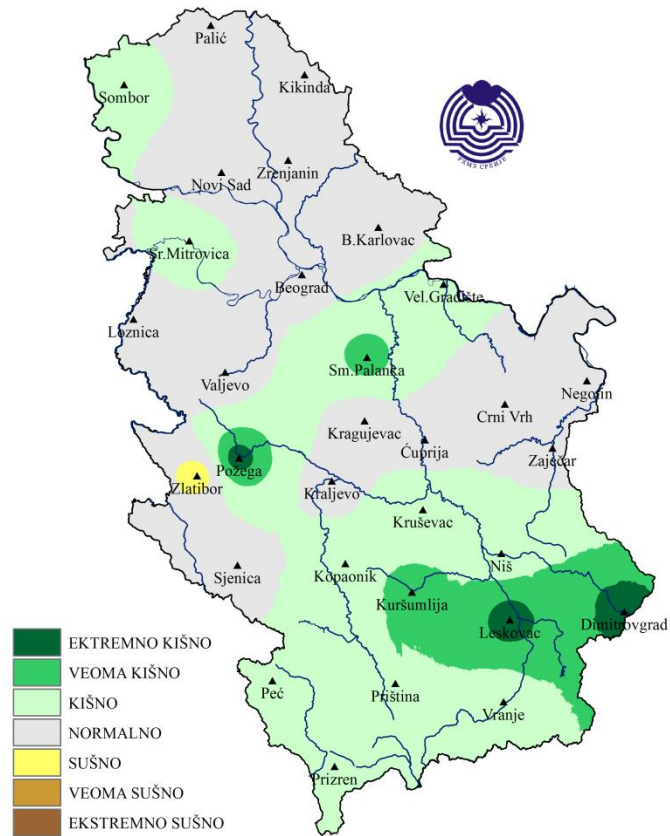 Palić
Kikinda
Sombor
Zrenjanin
Novi Sad
Sr.Mitrovica
B.Karlovac
Beograd
Vel.Gradište
Loznica
Sm.Palanka
Valjevo
Negotin
Crni Vrh
Kragujevac
Ćuprija
Zaječar
Požega
Zlatibor
Kraljevo
Kruševac
Niš
Sjenica
Kopaonik
Kuršumlija
Leskovac
Dimitrovgrad
Peć
Priština
Vranje
Prizren
РХМЗ СРБИЈЕ
EKTREMNO KIŠNO
VEOMA KIŠNO
KIŠNO
NORMALNO
SUŠNO
VEOMA SUŠNO
EKSTREMNO SUŠNO